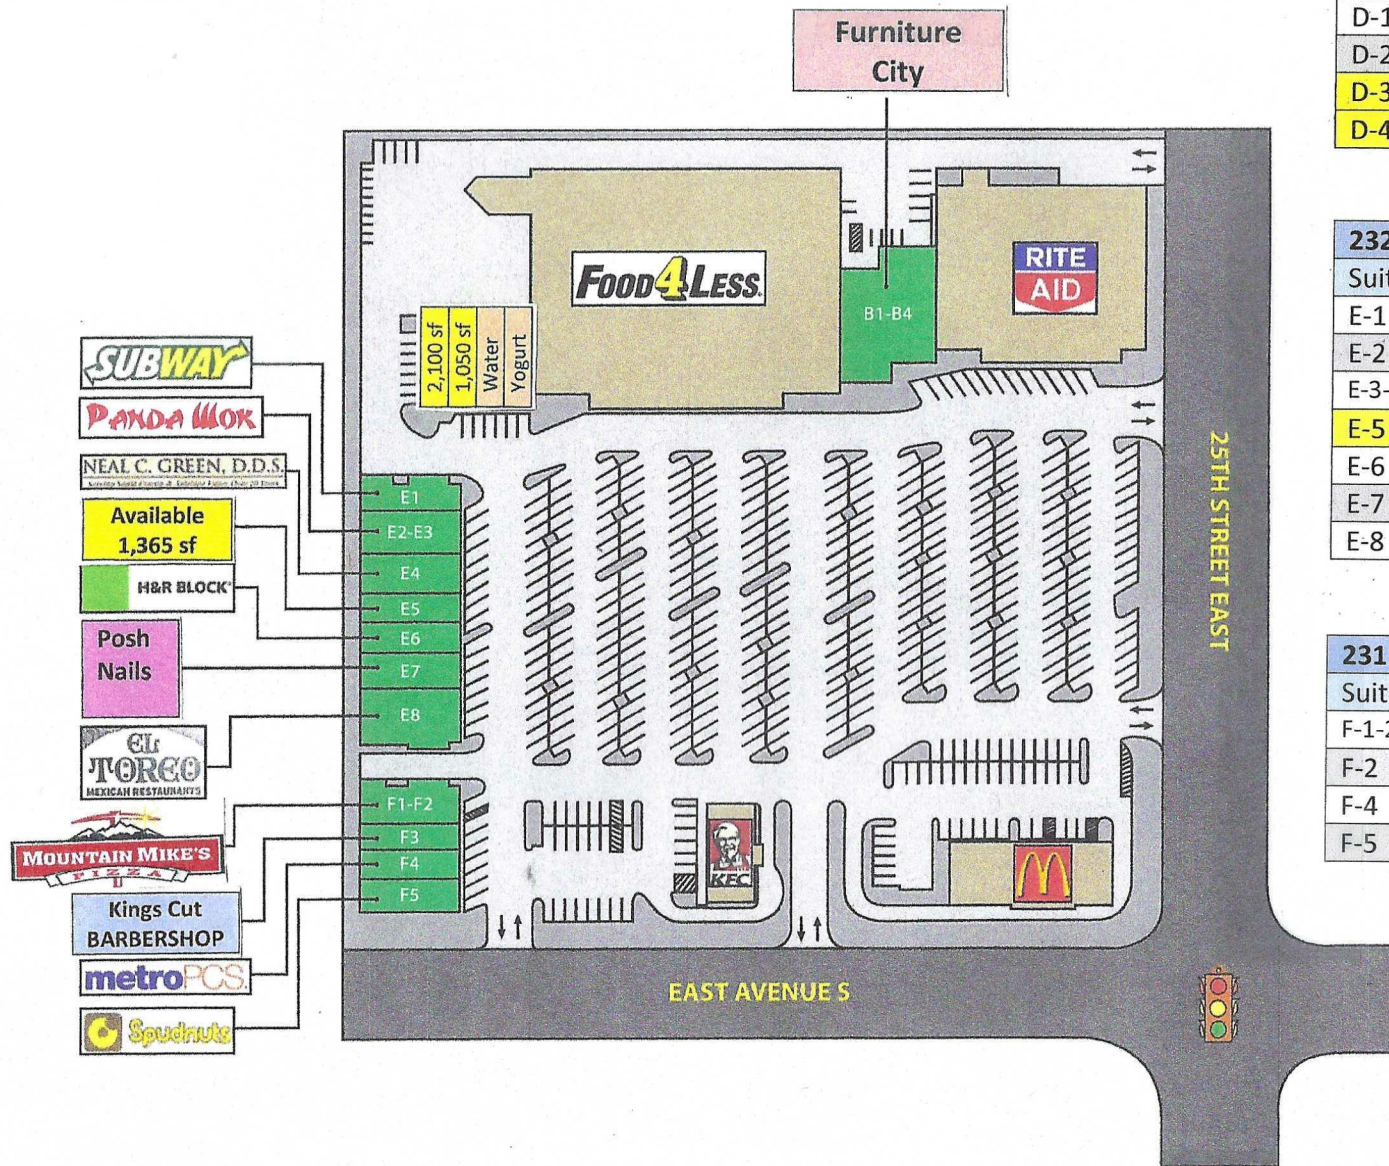 Furniture
City
D-1
D-2
D-3
D-4
FOOD 4 LESS
B1-B4
RITE
AID
232
Suit
E-1
E-2
E-3-
E-5
E-6
E-7
E-8
2,100 sf
1,050 sf
Water
Yogurt
SUBWAY
PANDA WOK
NEAL C. GREEN, D.D.S.
Available
1,365 sf
H&R BLOCK
Posh
Nails
EL
TOREO
MEXICAN RESTAURANTS
MOUNTAIN MIKE'S
PIZZA
Kings Cut
BARBERSHOP
metroPCS.
Spudnuts
E1
E2-E3
E4
E5
E6
E7
E8
F1-F2
F3
F4
F5
KFC
25TH STREET EAST
EAST AVENUE S
231
Suit
F-1-2
F-2
F-4
F-5